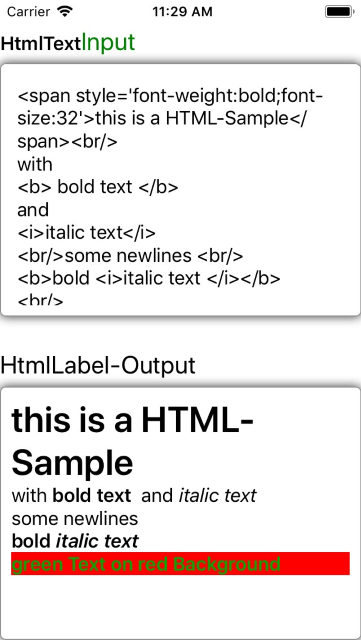 Carrier 11:29 AM
HtmlTextInput
<span style='font-weight:bold;font-
size:32'>this is a HTML-Sample</
span><br/>
with
<b> bold text </b>
and
<i>italic text</i>
<br/>some newlines <br/>
<b>bold <i>italic text </i></b>
<br/>
HtmlLabel-Output
this is a HTML-
Sample
with bold text  and italic text
some newlines
bold italic text
green Text on red Background